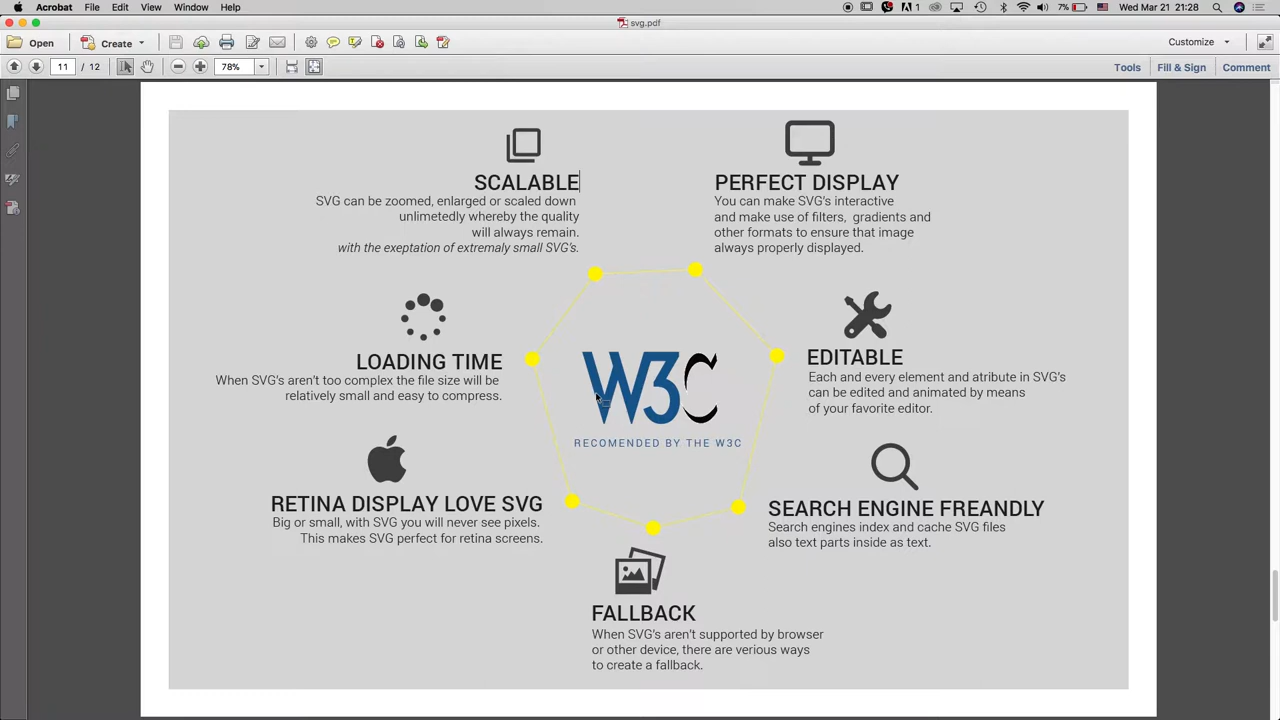 Acrobat File Edit View Window Help
1 7% Wed Mar 21 21:28
svg.pdf
Open Create Customize
11 / 12 78% Tools Fill & Sign Comment
SCALABLE
SVG can be zoomed, enlarged or scaled down
unlimetedly whereby the quality
will always remain.
with the exeptation of extremaly small SVG's.
PERFECT DISPLAY
You can make SVG's interactive
and make use of filters, gradients and
other formats to ensure that image
always properly displayed.
LOADING TIME
When SVG's aren't too complex the file size will be
relatively small and easy to compress.
W3C
RECOMENDED BY THE W3C
EDITABLE
Each and every element and atribute in SVG's
can be edited and animated by means
of your favorite editor.
RETINA DISPLAY LOVE SVG
Big or small, with SVG you will never see pixels.
This makes SVG perfect for retina screens.
SEARCH ENGINE FREANDLY
Search engines index and cache SVG files
also text parts inside as text.
FALLBACK
When SVG's aren't supported by browser
or other device, there are verious ways
to create a fallback.